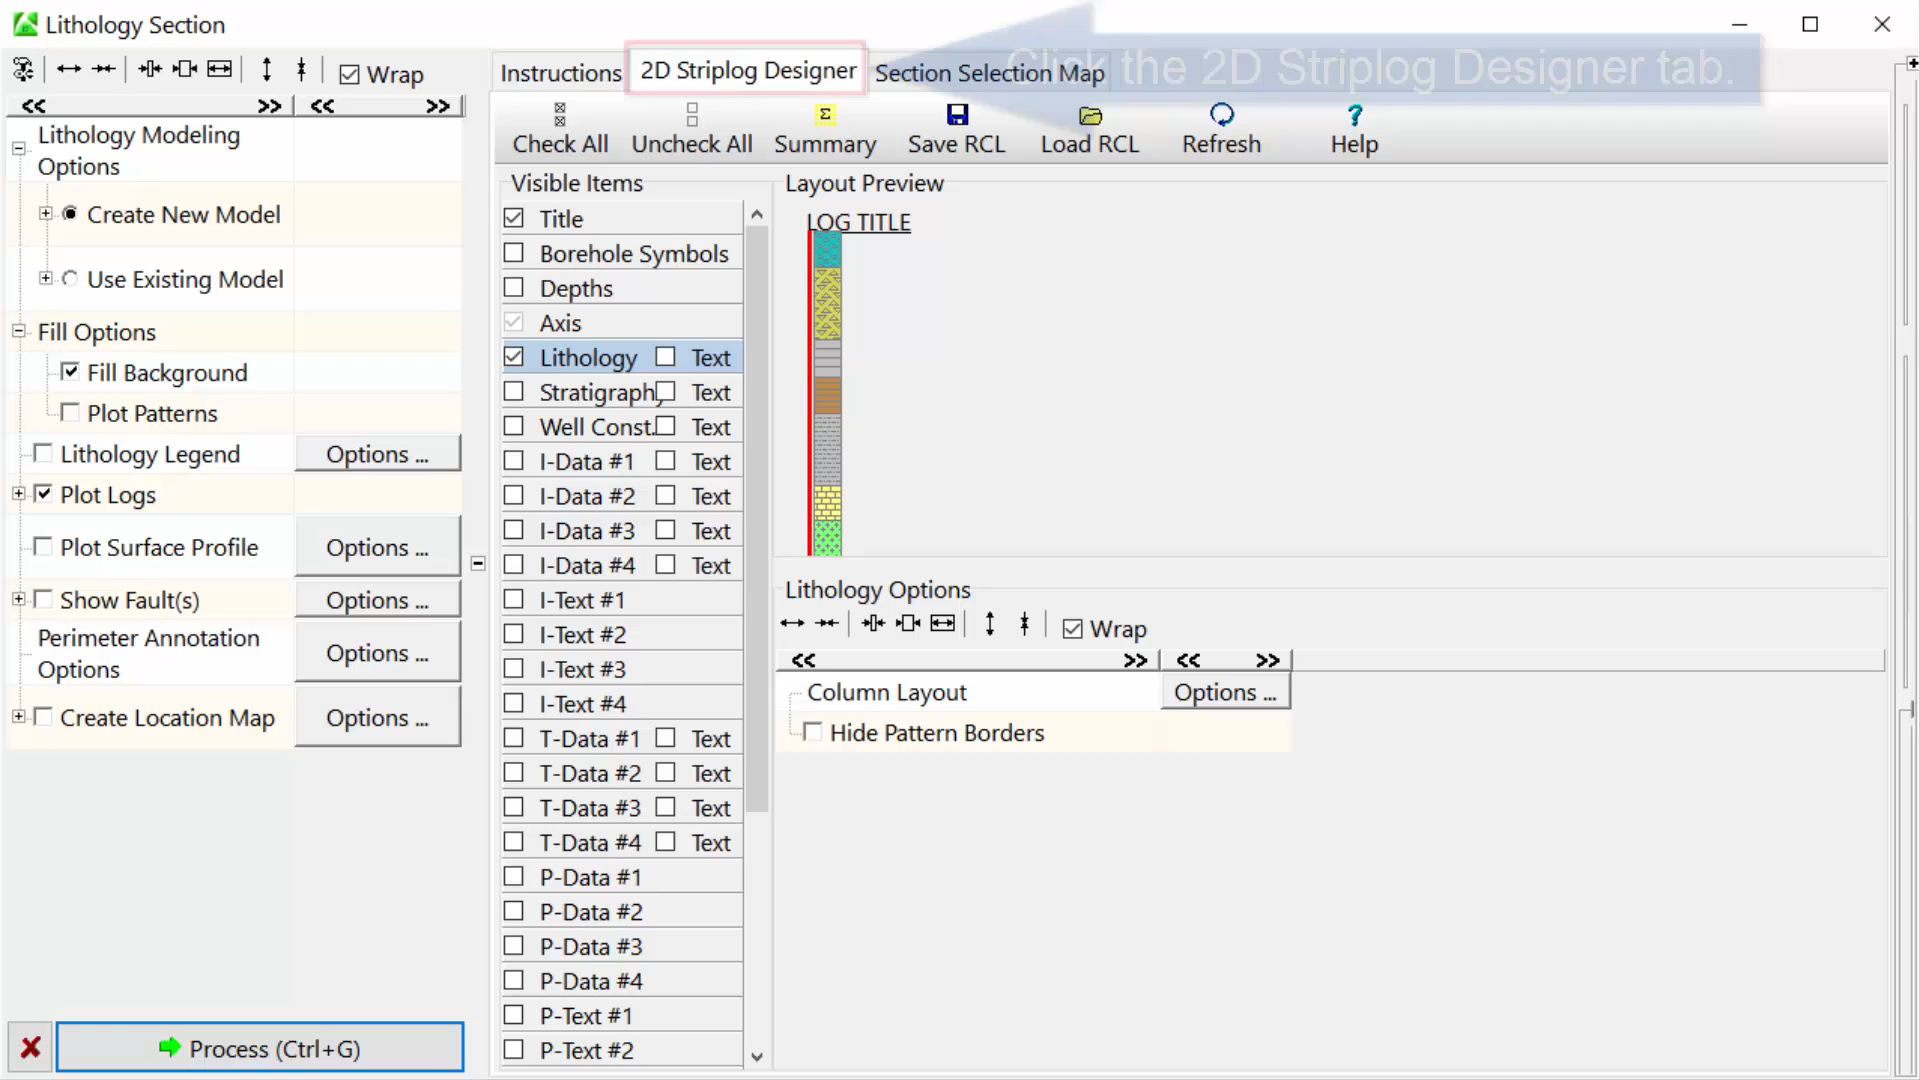 Lithology Section
Wrap
Instructions
2D Striplog Designer
Section Selection Map
Click the 2D Striplog Designer tab.
<< >> << >>
Lithology Modeling
Options
Create New Model
Use Existing Model
Fill Options
Fill Background
Plot Patterns
Lithology Legend Options ...
Plot Logs
Plot Surface Profile Options ...
Show Fault(s) Options ...
Perimeter Annotation
Options Options ...
Create Location Map Options ...
Process (Ctrl+G)
Check All Uncheck All Summary Save RCL Load RCL Refresh Help
Visible Items
Title
Borehole Symbols
Depths
Axis
Lithology Text
Stratigraphy Text
Well Const. Text
I-Data #1 Text
I-Data #2 Text
I-Data #3 Text
I-Data #4 Text
I-Text #1
I-Text #2
I-Text #3
I-Text #4
T-Data #1 Text
T-Data #2 Text
T-Data #3 Text
T-Data #4 Text
P-Data #1
P-Data #2
P-Data #3
P-Data #4
P-Text #1
P-Text #2
Layout Preview
LOG TITLE
Lithology Options
Wrap
<< >> << >>
Column Layout Options ...
Hide Pattern Borders